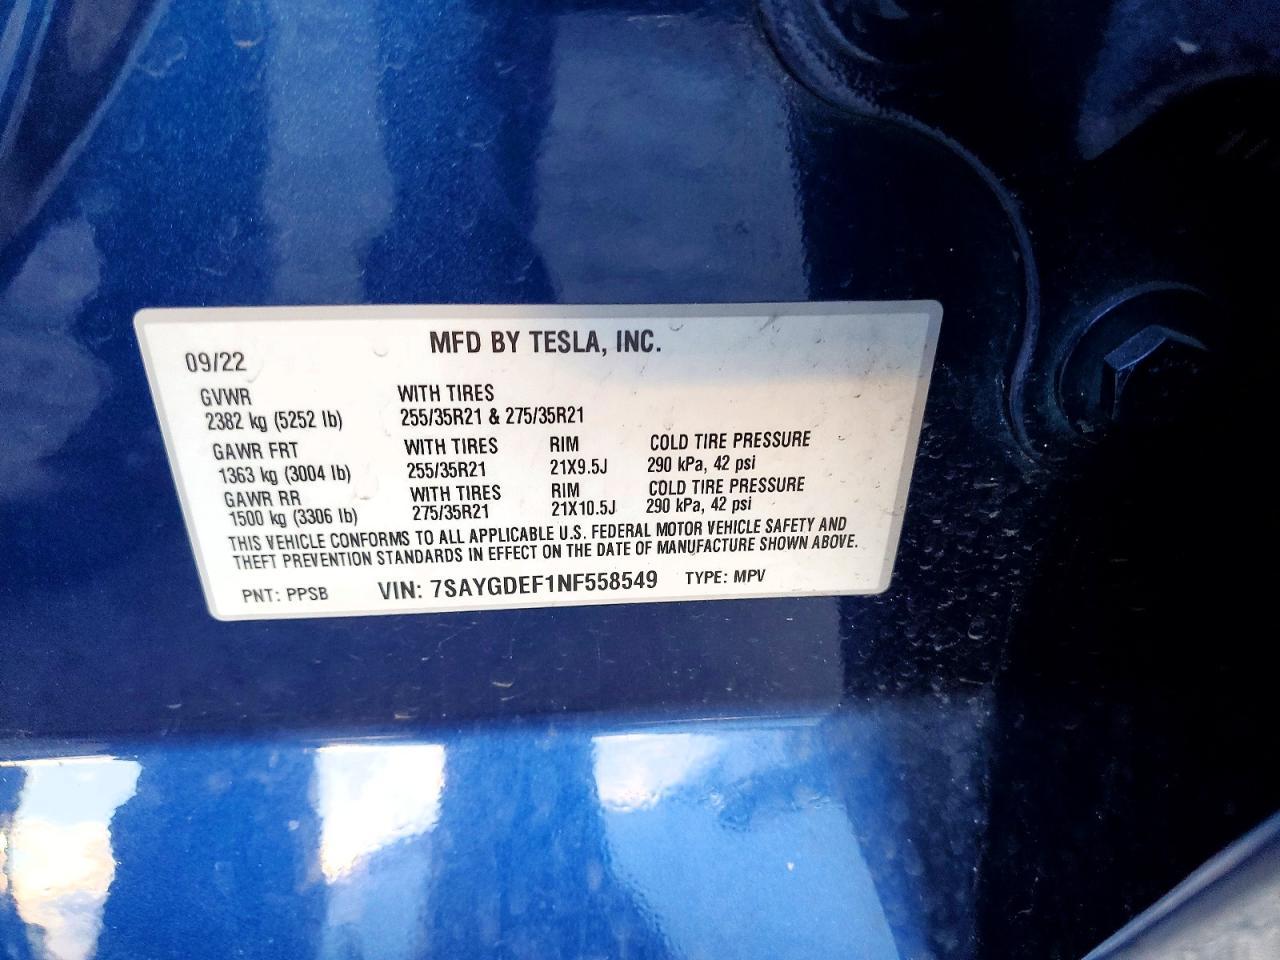 MFD BY TESLA, INC.
09/22
GVWR WITH TIRES
2382 kg (5252 lb) 255/35R21 & 275/35R21
GAWR FRT WITH TIRES RIM COLD TIRE PRESSURE
1363 kg (3004 lb) 255/35R21 21X9.5J 290 kPa, 42 psi
GAWR RR WITH TIRES RIM COLD TIRE PRESSURE
1500 kg (3306 lb) 275/35R21 21X10.5J 290 kPa, 42 psi
THIS VEHICLE CONFORMS TO ALL APPLICABLE U.S. FEDERAL MOTOR VEHICLE SAFETY AND
THEFT PREVENTION STANDARDS IN EFFECT ON THE DATE OF MANUFACTURE SHOWN ABOVE.
PNT: PPSB VIN: 7SAYGDEF1NF558549 TYPE: MPV